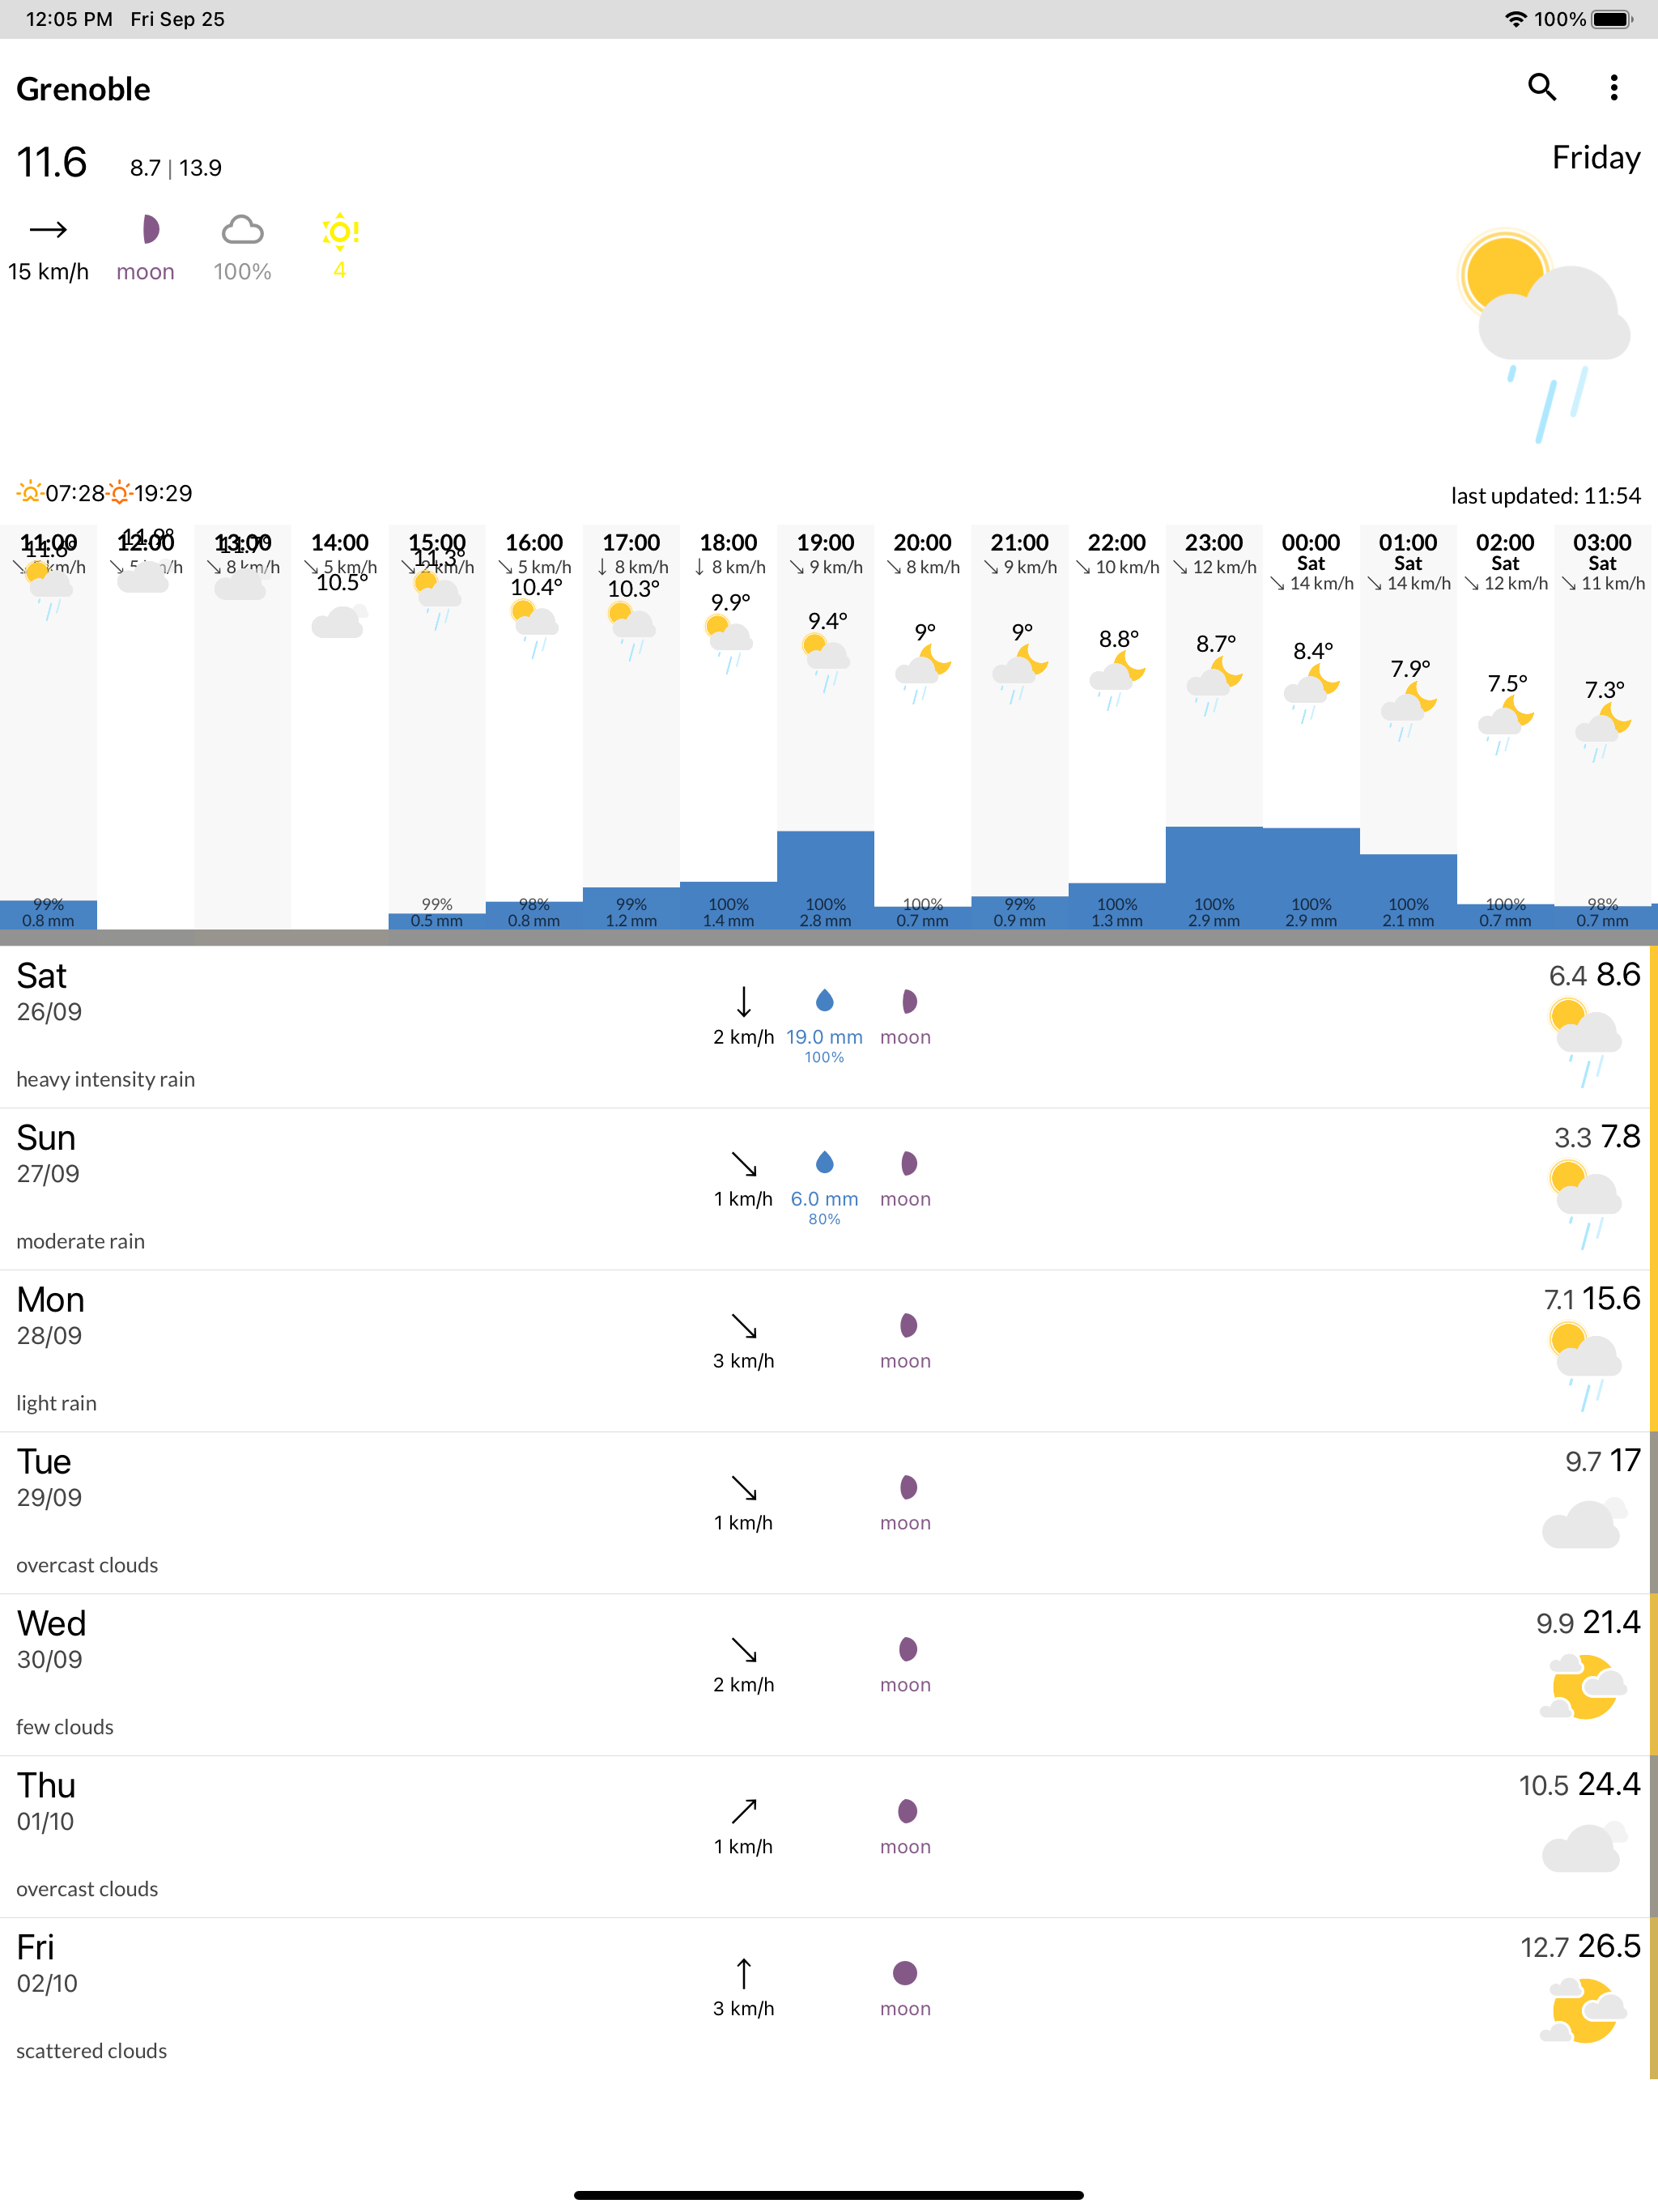 12:05 PM Fri Sep 25 100%
Grenoble
11.6 8.7 | 13.9 Friday
15 km/h moon 100% 4
07:28 19:29 last updated: 11:54
11:00 12:00 13:00 14:00 15:00 16:00 17:00 18:00 19:00 20:00 21:00 22:00 23:00 00:00 01:00 02:00 03:00
Sat Sat Sat Sat
km/h 5 km/h 8 km/h 5 km/h km/h 5 km/h 8 km/h 8 km/h 9 km/h 8 km/h 9 km/h 10 km/h 12 km/h 14 km/h 14 km/h 12 km/h 11 km/h
11.6° 11.9° 10.5° 11.3° 10.4° 10.3° 9.9° 9.4° 9° 9° 8.8° 8.7° 8.4° 7.9° 7.5° 7.3°
99% 99% 98% 99% 100% 100% 100% 99% 100% 100% 100% 100% 100% 98%
0.8 mm 0.5 mm 0.8 mm 1.2 mm 1.4 mm 2.8 mm 0.7 mm 0.9 mm 1.3 mm 2.9 mm 2.9 mm 2.1 mm 0.7 mm 0.7 mm
Sat 6.4 8.6
26/09
2 km/h 19.0 mm moon
100%
heavy intensity rain
Sun 3.3 7.8
27/09
1 km/h 6.0 mm moon
80%
moderate rain
Mon 7.1 15.6
28/09
3 km/h moon
light rain
Tue 9.7 17
29/09
1 km/h moon
overcast clouds
Wed 9.9 21.4
30/09
2 km/h moon
few clouds
Thu 10.5 24.4
01/10
1 km/h moon
overcast clouds
Fri 12.7 26.5
02/10
3 km/h moon
scattered clouds